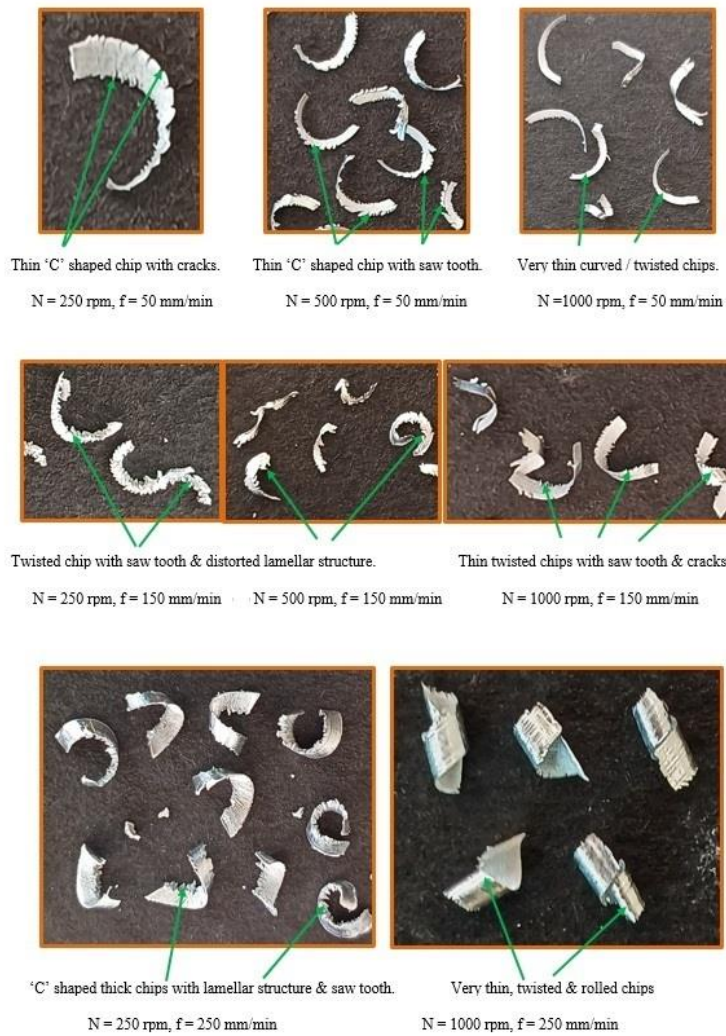 Thin ‘C’ shaped chip with cracks.
Thin ‘C’ shaped chip with saw tooth.
Very thin curved / twisted chips.
N = 250 rpm, f = 50 mm/min
N = 500 rpm, f = 50 mm/min
N =1000 rpm, f = 50 mm/min
Twisted chip with saw tooth & distorted lamellar structure.
Thin twisted chips with saw tooth & cracks
N = 250 rpm, f = 150 mm/min
N = 500 rpm, f = 150 mm/min
N = 1000 rpm, f = 150 mm/min
‘C’ shaped thick chips with lamellar structure & saw tooth.
Very thin, twisted & rolled chips
N = 250 rpm, f = 250 mm/min
N = 1000 rpm, f = 250 mm/min